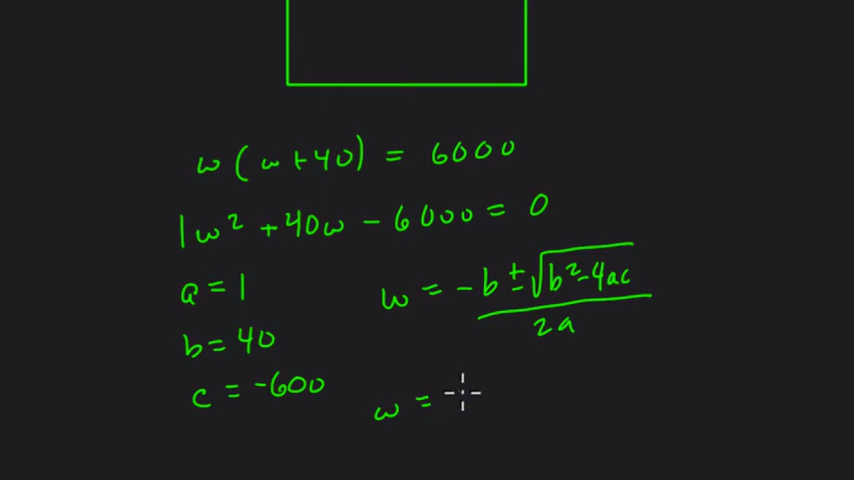 w(w+40) = 6000
1w² + 40w - 6000 = 0
a = 1
w = -b ± √b²-4ac / 2a
b = 40
c = -600
w =